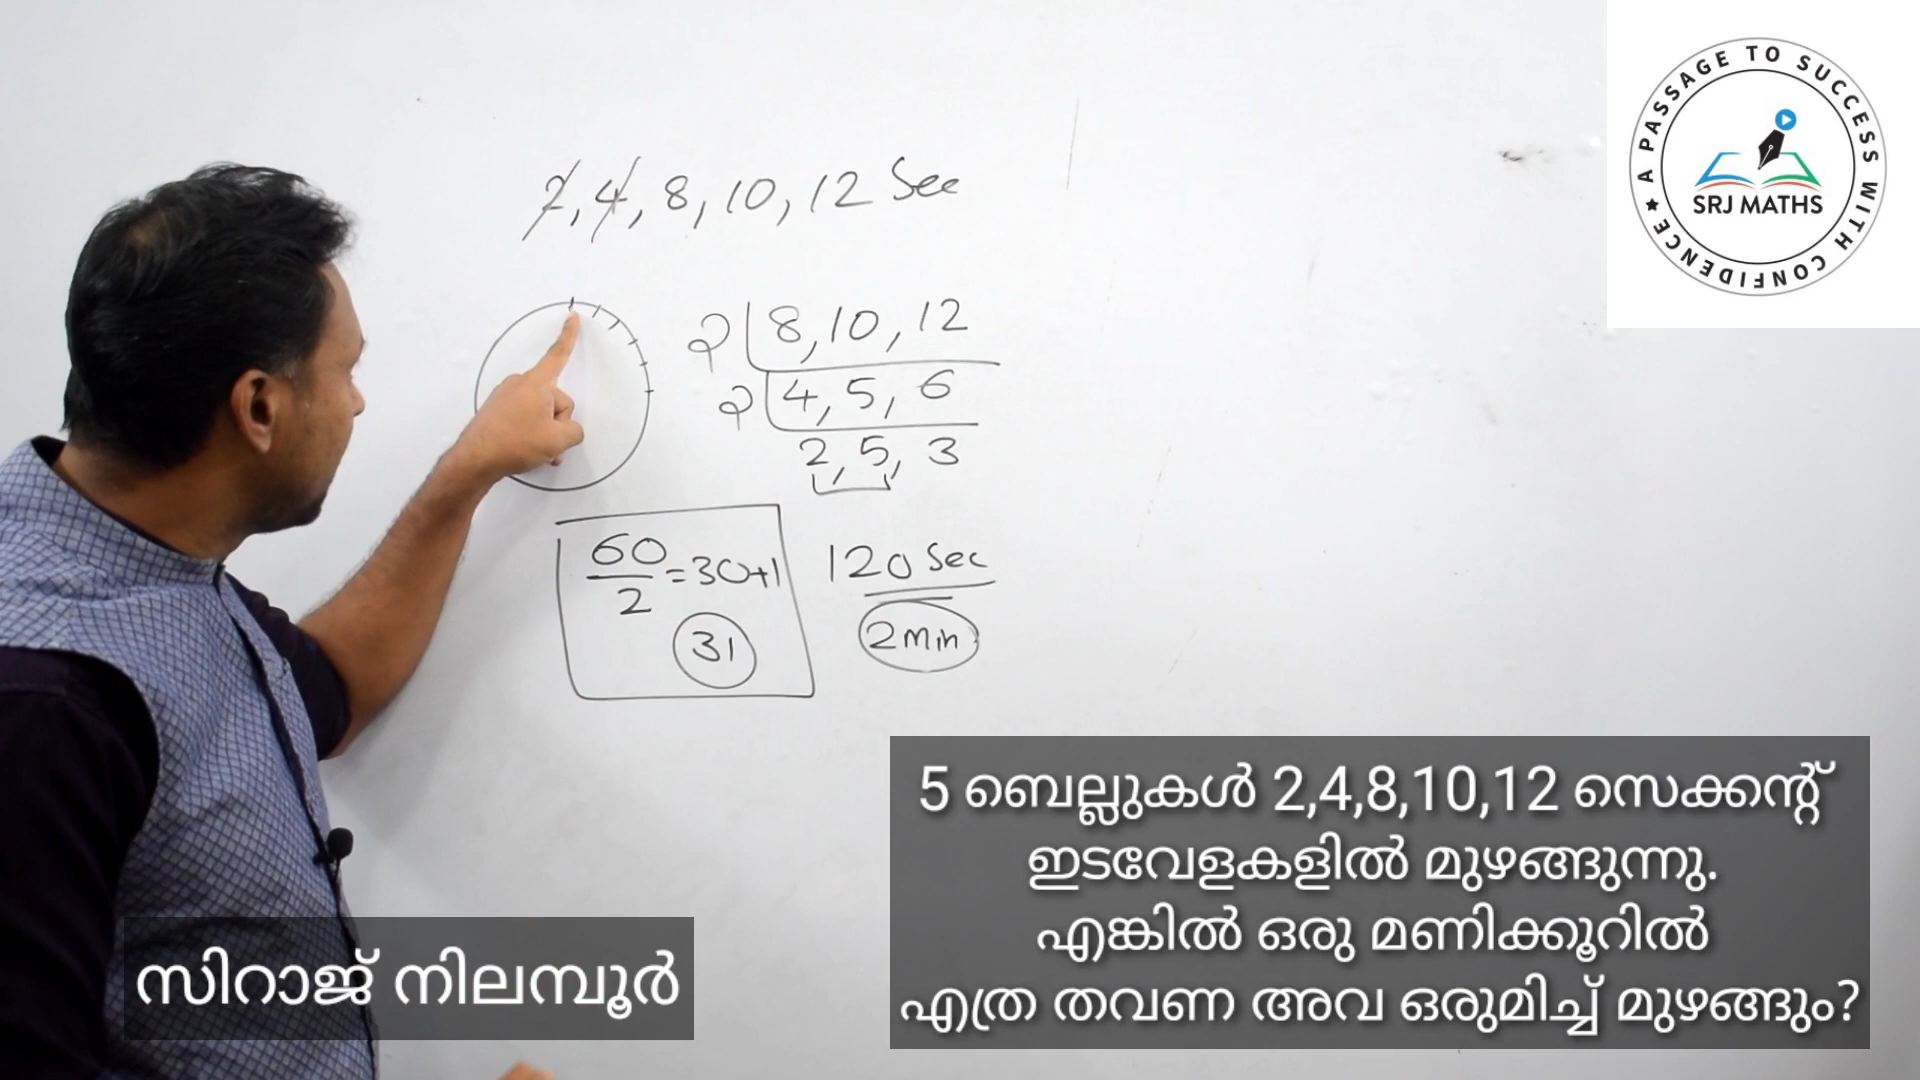 A PASSAGE TO SUCCESS WITH CONFIDENCE
SRJ MATHS
2, 4, 8, 10, 12 Sec
2 8, 10, 12
2 4, 5, 6
2, 5, 3
60/2 = 30+1
31
120 Sec
2 Min
5 ബെല്ലുകൾ 2,4,8,10,12 സെക്കന്റ്
ഇടവേളകളിൽ മുഴങ്ങുന്നു.
എങ്കിൽ ഒരു മണിക്കൂറിൽ
എത്ര തവണ അവ ഒരുമിച്ച് മുഴങ്ങും?
സിറാജ് നിലമ്പൂർ